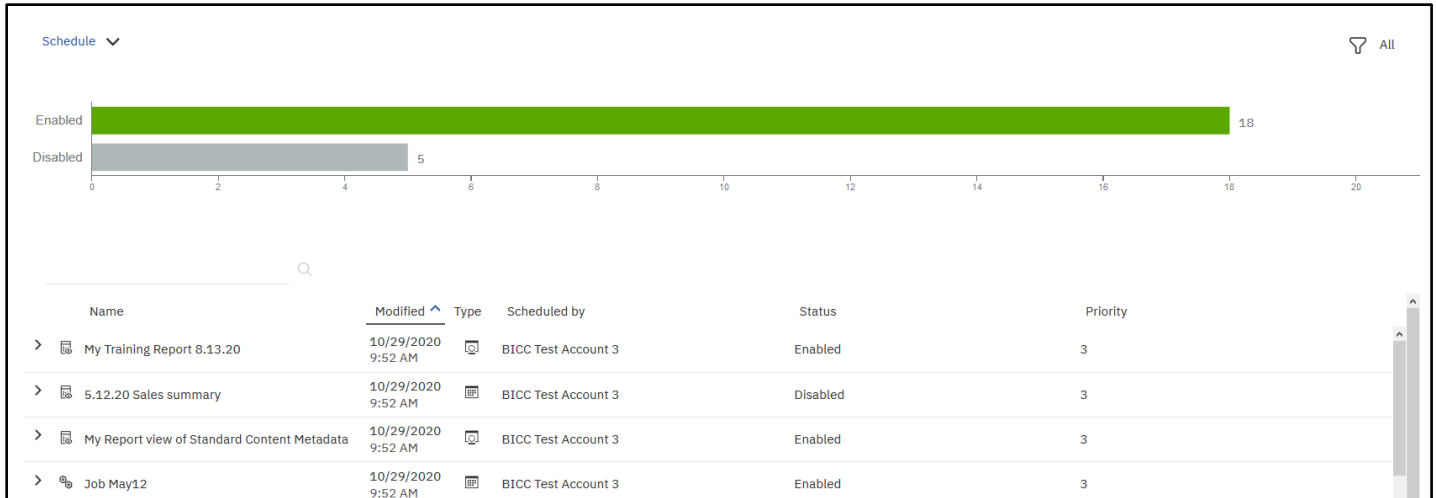 Schedule
All
Enabled
18
Disabled
5
0 2 4 6 8 10 12 14 16 18 20
Name Modified Type Scheduled by Status Priority
My Training Report 8.13.20 10/29/2020 9:52 AM BICC Test Account 3 Enabled 3
5.12.20 Sales summary 10/29/2020 9:52 AM BICC Test Account 3 Disabled 3
My Report view of Standard Content Metadata 10/29/2020 9:52 AM BICC Test Account 3 Enabled 3
Job May12 10/29/2020 9:52 AM BICC Test Account 3 Enabled 3